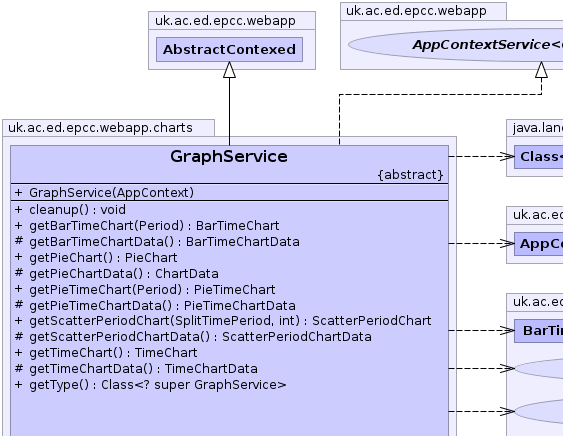 uk.ac.ed.epcc.webapp
AbstractContexed
uk.ac.ed.epcc.webapp
AppContextService<
uk.ac.ed.epcc.webapp.charts
GraphService
{abstract}
+ GraphService(AppContext)
+ cleanup() : void
+ getBarTimeChart(Period) : BarTimeChart
# getBarTimeChartData() : BarTimeChartData
+ getPieChart() : PieChart
# getPieChartData() : ChartData
+ getPieTimeChart(Period) : PieTimeChart
# getPieTimeChartData() : PieTimeChartData
+ getScatterPeriodChart(SplitTimePeriod, int) : ScatterPeriodChart
# getScatterPeriodChartData() : ScatterPeriodChartData
+ getTimeChart() : TimeChart
# getTimeChartData() : TimeChartData
+ getType() : Class<? super GraphService>
java.lan
Class<
uk.ac.ed
AppCo
uk.ac.ed
BarTim